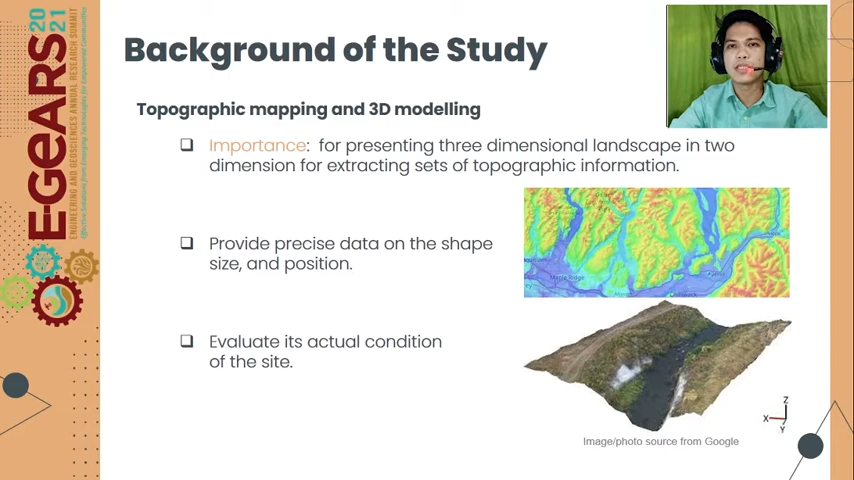 Background of the Study
Topographic mapping and 3D modelling
Importance: for presenting three dimensional landscape in two
dimension for extracting sets of topographic information.
Provide precise data on the shape
size, and position.
Evaluate its actual condition
of the site.
Z
X
Y
Image/photo source from Google
E-GEARS
2021
ENGINEERING AND GEOSCIENCES ANNUAL RESEARCH SUMMIT